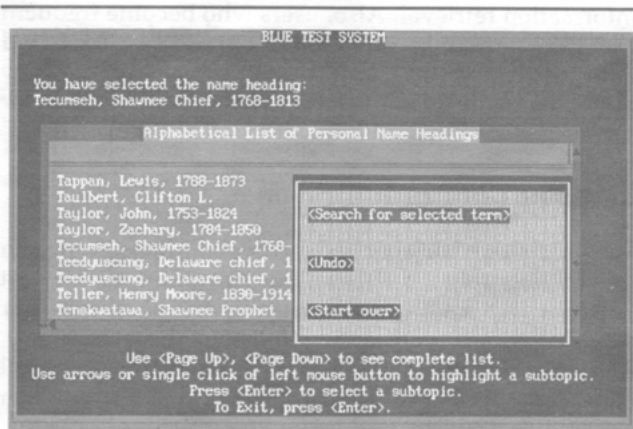 BLUE TEST SYSTEM
You have selected the name heading:
Tecumseh, Shawnee Chief, 1768-1813
Alphabetical List of Personal Name Headings
Tappan, Lewis, 1788-1873
Taulbert, Clifton L.
Taylor, John, 1753-1824
Taylor, Zachary, 1784-1850
Tecumseh, Shawnee Chief, 1768-
Teedyuscung, Delaware chief, 1
Teedyuscung, Delaware chief, 1
Teller, Henry Moore, 1830-1914
Tenskwatawa, Shawnee Prophet
<Search for selected term>
<Undo>
<Start over>
Use <Page Up>, <Page Down> to see complete list.
Use arrows or single click of left mouse button to highlight a subtopic.
Press <Enter> to select a subtopic.
To Exit, press <Enter>.